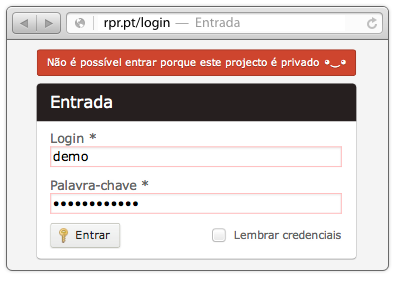 rpr.pt/login — Entrada
Não é possível entrar porque este projecto é privado •‿•
Entrada
Login *
demo
Palavra-chave *
••••••••••••
Entrar
Lembrar credenciais